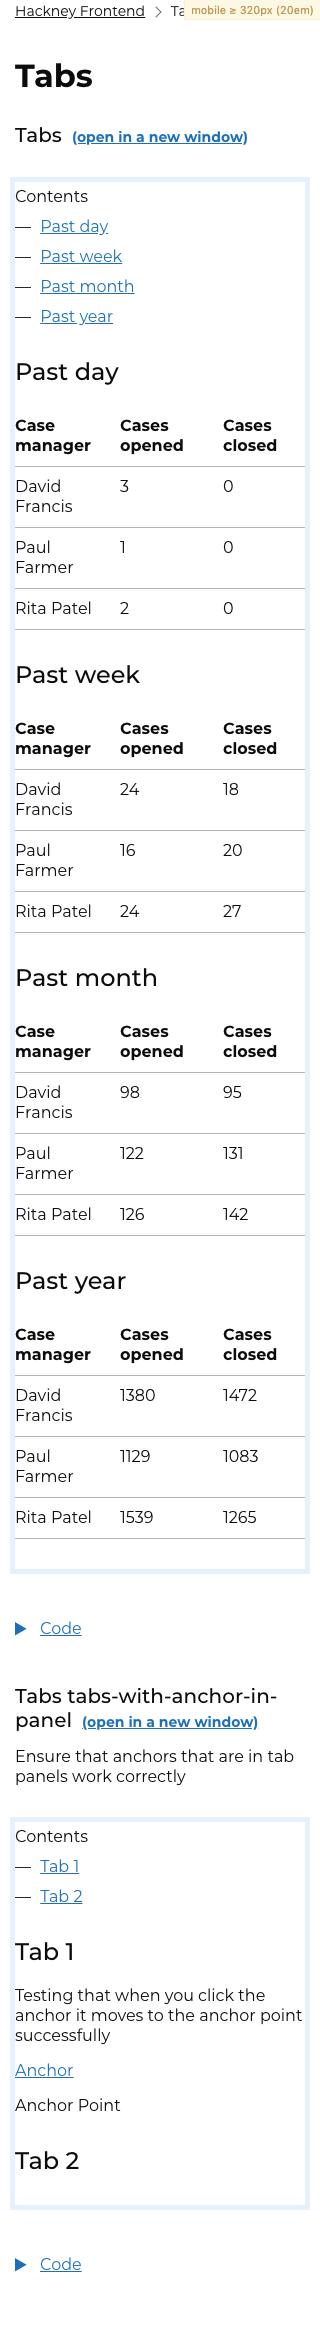 Hackney Frontend
mobile ≥ 320px (20em)
Tabs
Tabs (open in a new window)
Contents
— Past day
— Past week
— Past month
— Past year
Past day
Case manager Cases opened Cases closed
David Francis 3 0
Paul Farmer 1 0
Rita Patel 2 0
Past week
Case manager Cases opened Cases closed
David Francis 24 18
Paul Farmer 16 20
Rita Patel 24 27
Past month
Case manager Cases opened Cases closed
David Francis 98 95
Paul Farmer 122 131
Rita Patel 126 142
Past year
Case manager Cases opened Cases closed
David Francis 1380 1472
Paul Farmer 1129 1083
Rita Patel 1539 1265
Code
Tabs tabs-with-anchor-in-
panel (open in a new window)
Ensure that anchors that are in tab
panels work correctly
Contents
— Tab 1
— Tab 2
Tab 1
Testing that when you click the
anchor it moves to the anchor point
successfully
Anchor
Anchor Point
Tab 2
Code